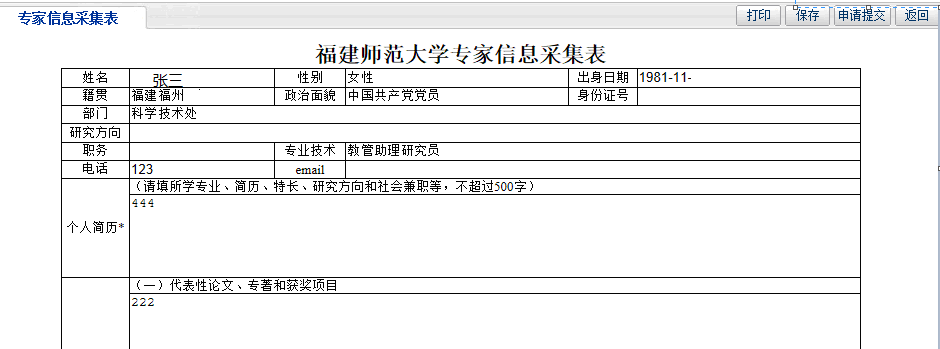 专家信息采集表
打印 保存 申请提交 返回
福建师范大学专家信息采集表
姓名 张三 性别 女性 出身日期 1981-11-
籍贯 福建福州 政治面貌 中国共产党党员 身份证号
部门 科学技术处
研究方向
职务 专业技术 教管助理研究员
电话 123 email
(请填所学专业、简历、特长、研究方向和社会兼职等,不超过500字)
个人简历*
444
(一)代表性论文、专著和获奖项目
222